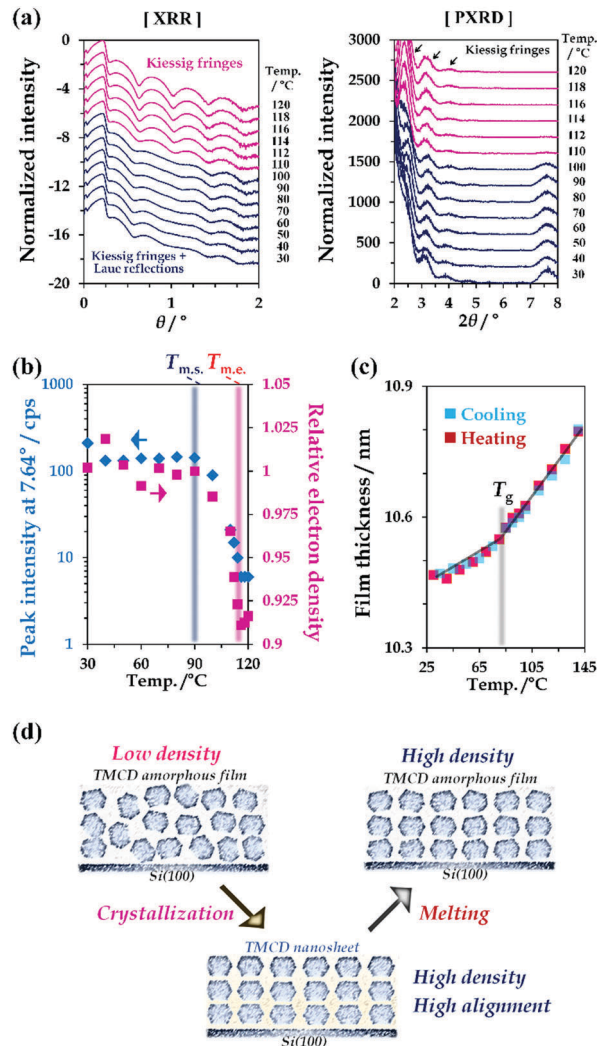 (a)
[ XRR ]
[ PXRD ]
Normalized intensity
0
-4
-8
-12
-16
-20
Kiessig fringes
Kiessig fringes +
Laue reflections
Temp.
/ °C
120
118
116
114
112
110
100
90
80
70
60
50
40
30
0
1
2
θ / °
Normalized intensity
3000
2500
2000
1500
1000
500
0
Kiessig fringes
Temp.
/ °C
120
118
116
114
112
110
100
90
80
70
60
50
40
30
2
3
4
5
6
7
8
2θ / °
(b)
Tm.s.
Tm.e.
Peak intensity at 7.64° / cps
1000
100
10
1
1.05
1.025
1
0.975
0.95
0.925
0.9
Relative electron density
30
60
90
120
Temp./°C
(c)
Film thickness / nm
10.9
10.6
10.3
Cooling
Heating
Tg
25
65
105
145
Temp./°C
(d)
Low density
TMCD amorphous film
Si(100)
High density
TMCD amorphous film
Si(100)
Crystallization
Melting
TMCD nanosheet
High density
High alignment
Si(100)